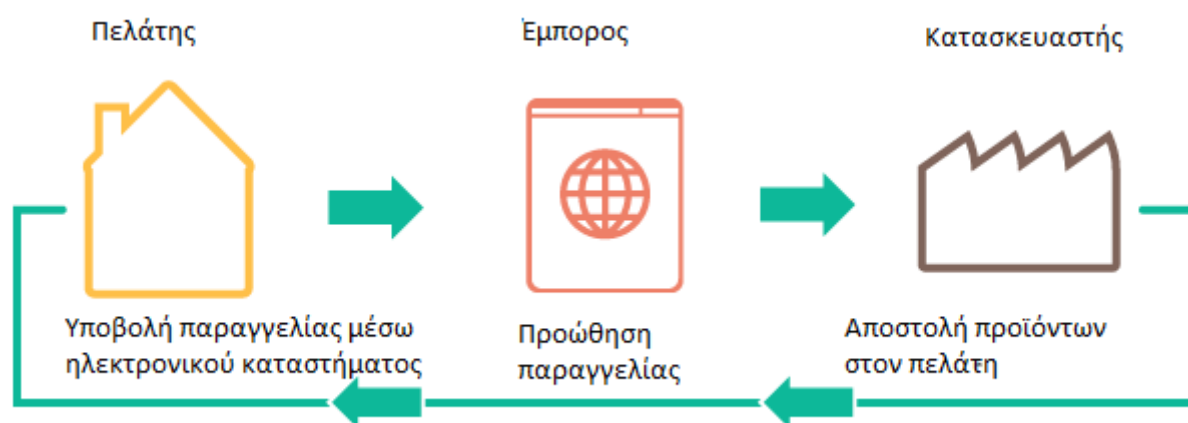 Πελάτης
Έμπορος
Κατασκευαστής
Υποβολή παραγγελίας μέσω
ηλεκτρονικού καταστήματος
Προώθηση
παραγγελίας
Αποστολή προϊόντων
στον πελάτη